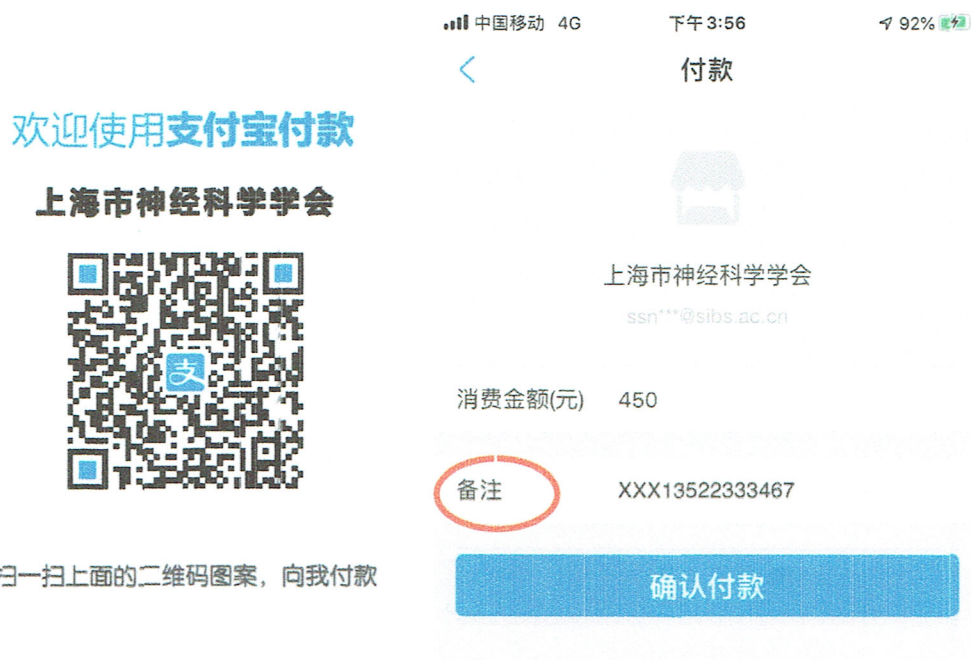 欢迎使用支付宝付款
上海市神经科学学会
支
扫一扫上面的二维码图案，向我付款
中国移动 4G 下午3:56 92%
付款
上海市神经科学学会
ssn***@sibs.ac.cn
消费金额(元) 450
备注 XXX13522333467
确认付款